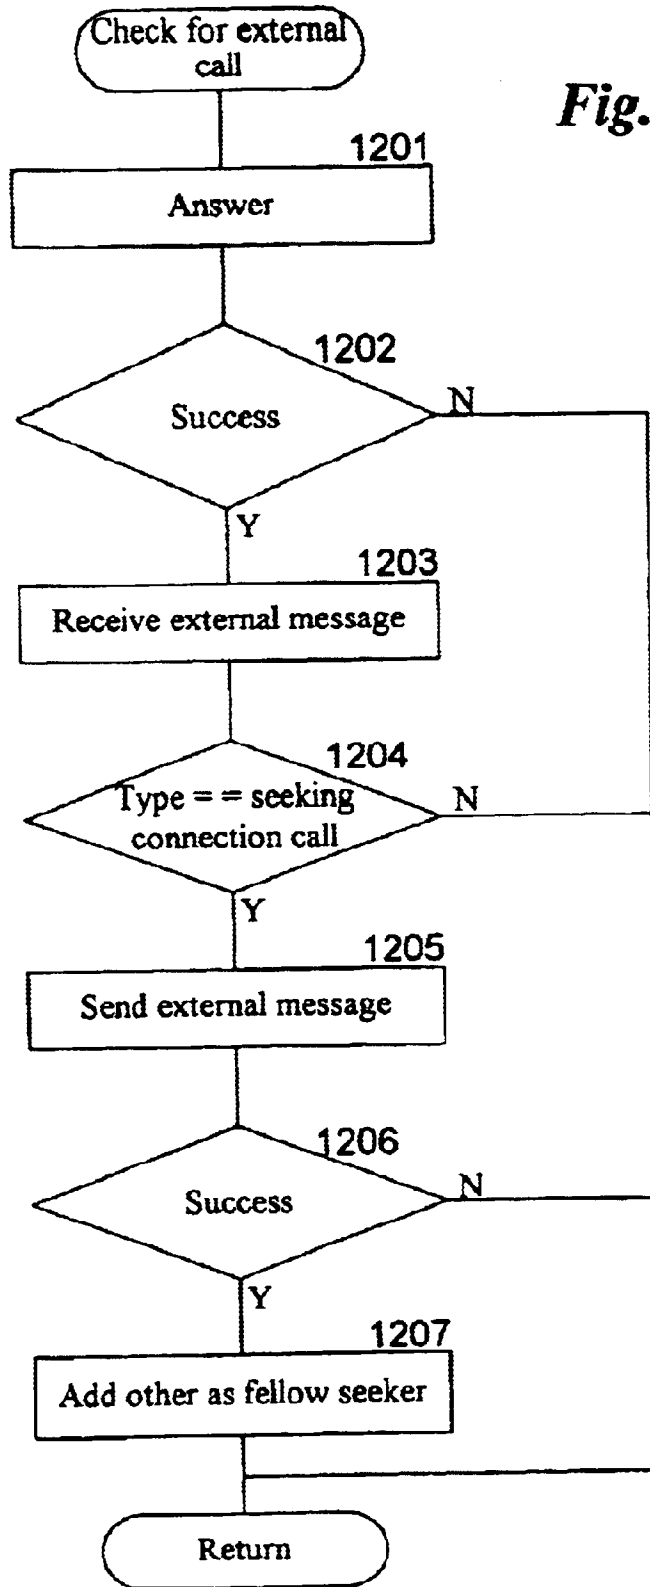 Check for external
call
Fig.
1201
Answer
1202
Success
N
Y
1203
Receive external message
1204
Type = = seeking
connection call
N
Y
1205
Send external message
1206
Success
N
Y
1207
Add other as fellow seeker
Return